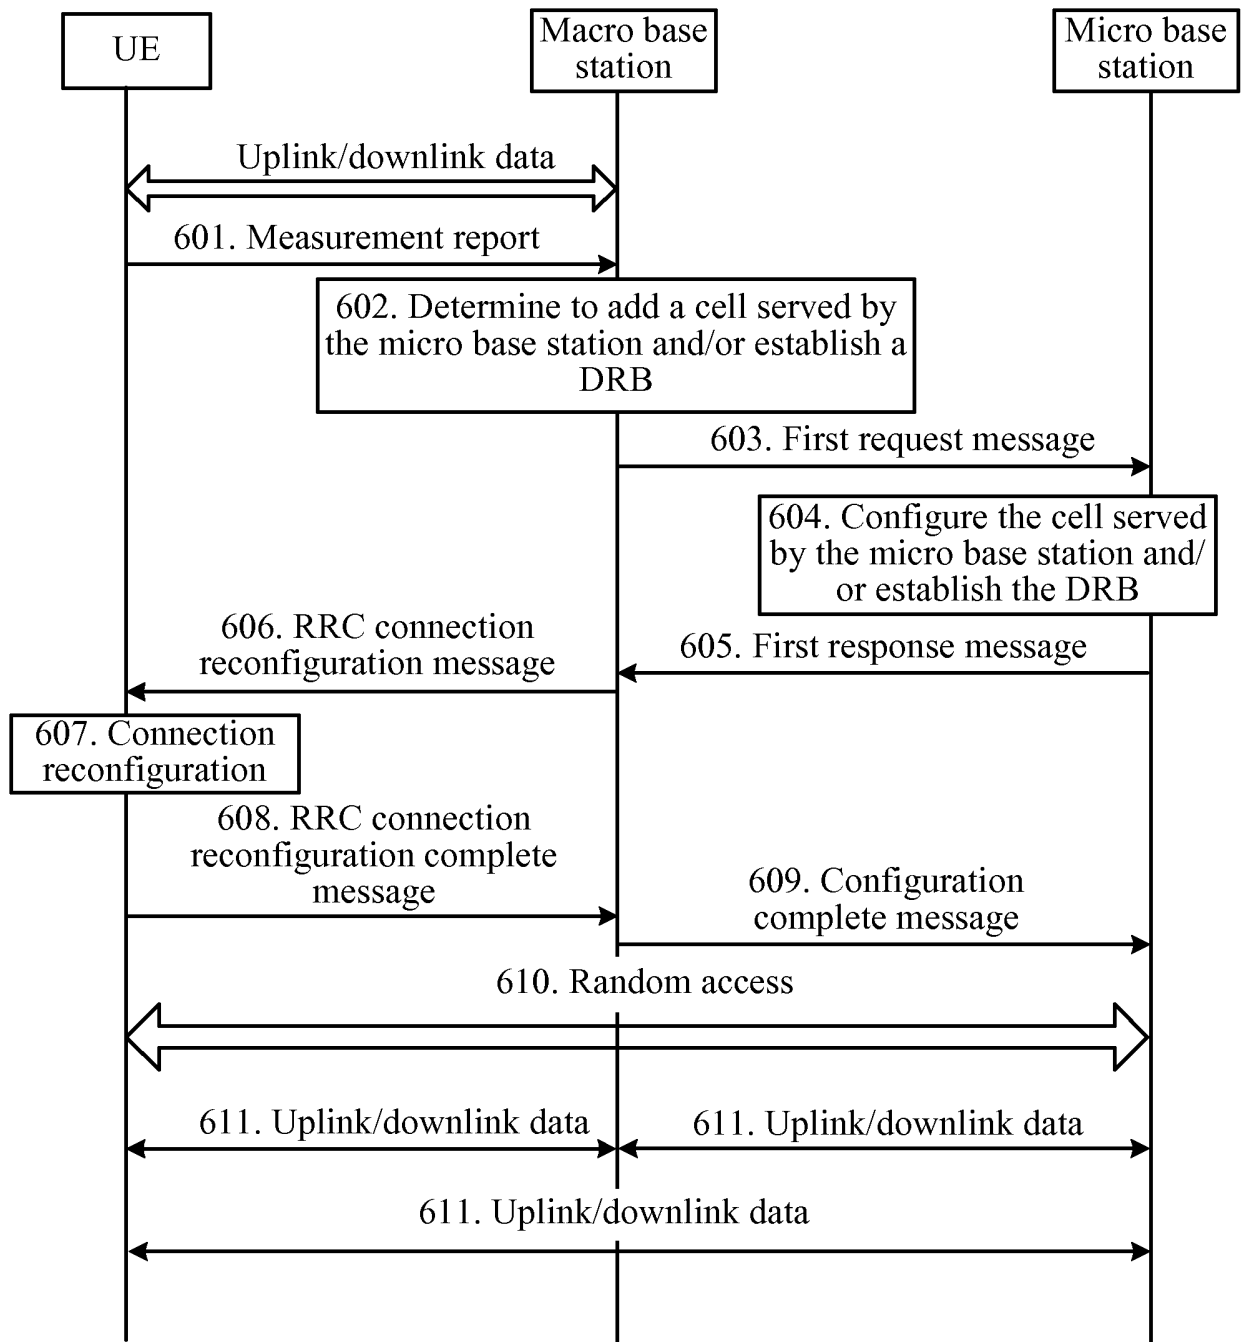 UE
Macro base
station
Micro base
station
Uplink/downlink data
601. Measurement report
602. Determine to add a cell served by
the micro base station and/or establish a
DRB
603. First request message
604. Configure the cell served
by the micro base station and/
or establish the DRB
605. First response message
606. RRC connection
reconfiguration message
607. Connection
reconfiguration
608. RRC connection
reconfiguration complete
message
609. Configuration
complete message
610. Random access
611. Uplink/downlink data
611. Uplink/downlink data
611. Uplink/downlink data